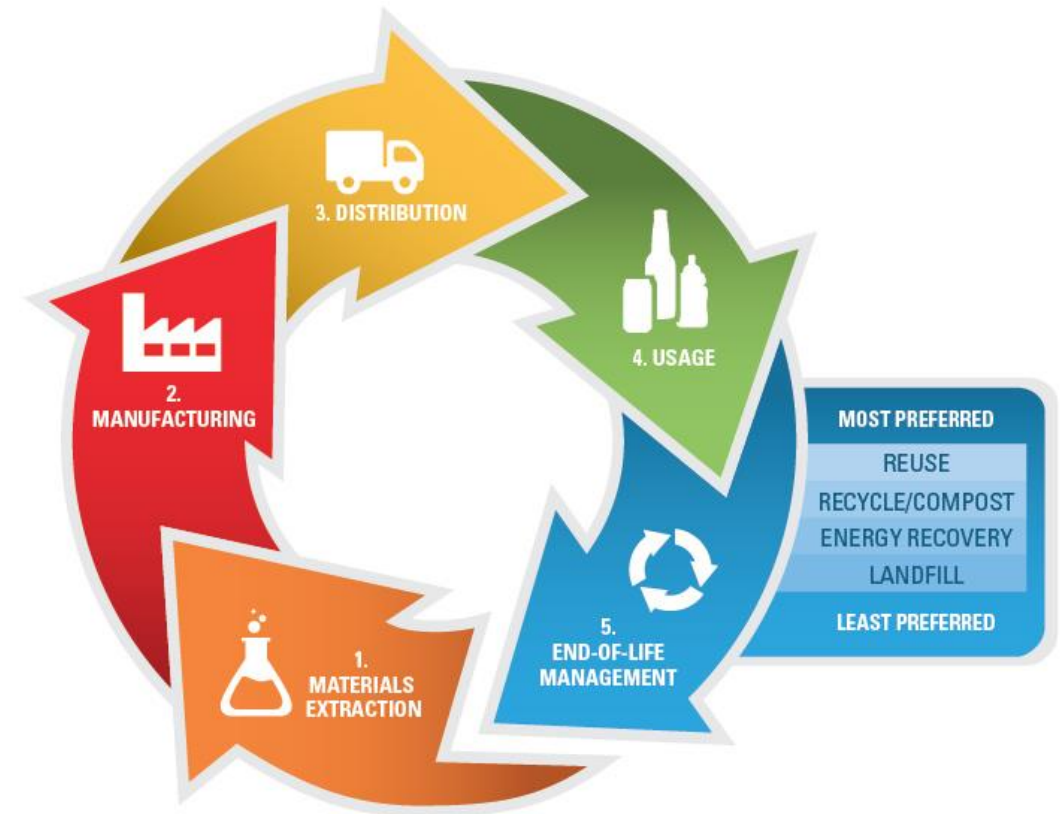 3. DISTRIBUTION
4. USAGE
2.
MANUFACTURING
MOST PREFERRED
REUSE
RECYCLE/COMPOST
ENERGY RECOVERY
LANDFILL
LEAST PREFERRED
5.
END-OF-LIFE
MANAGEMENT
1.
MATERIALS
EXTRACTION